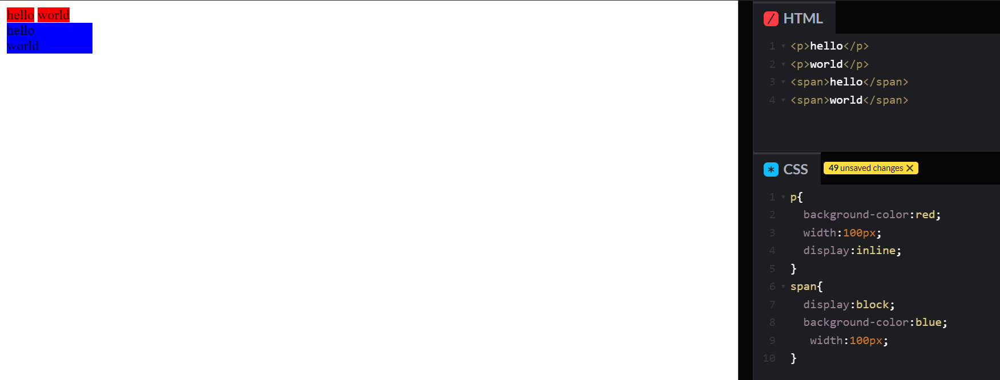 hello world
hello
world
/ HTML
1 <p>hello</p>
2 <p>world</p>
3 <span>hello</span>
4 <span>world</span>
* CSS 49 unsaved changes ✕
1 p{
2 background-color:red;
3 width:100px;
4 display:inline;
5 }
6 span{
7 display:block;
8 background-color:blue;
9 width:100px;
10 }